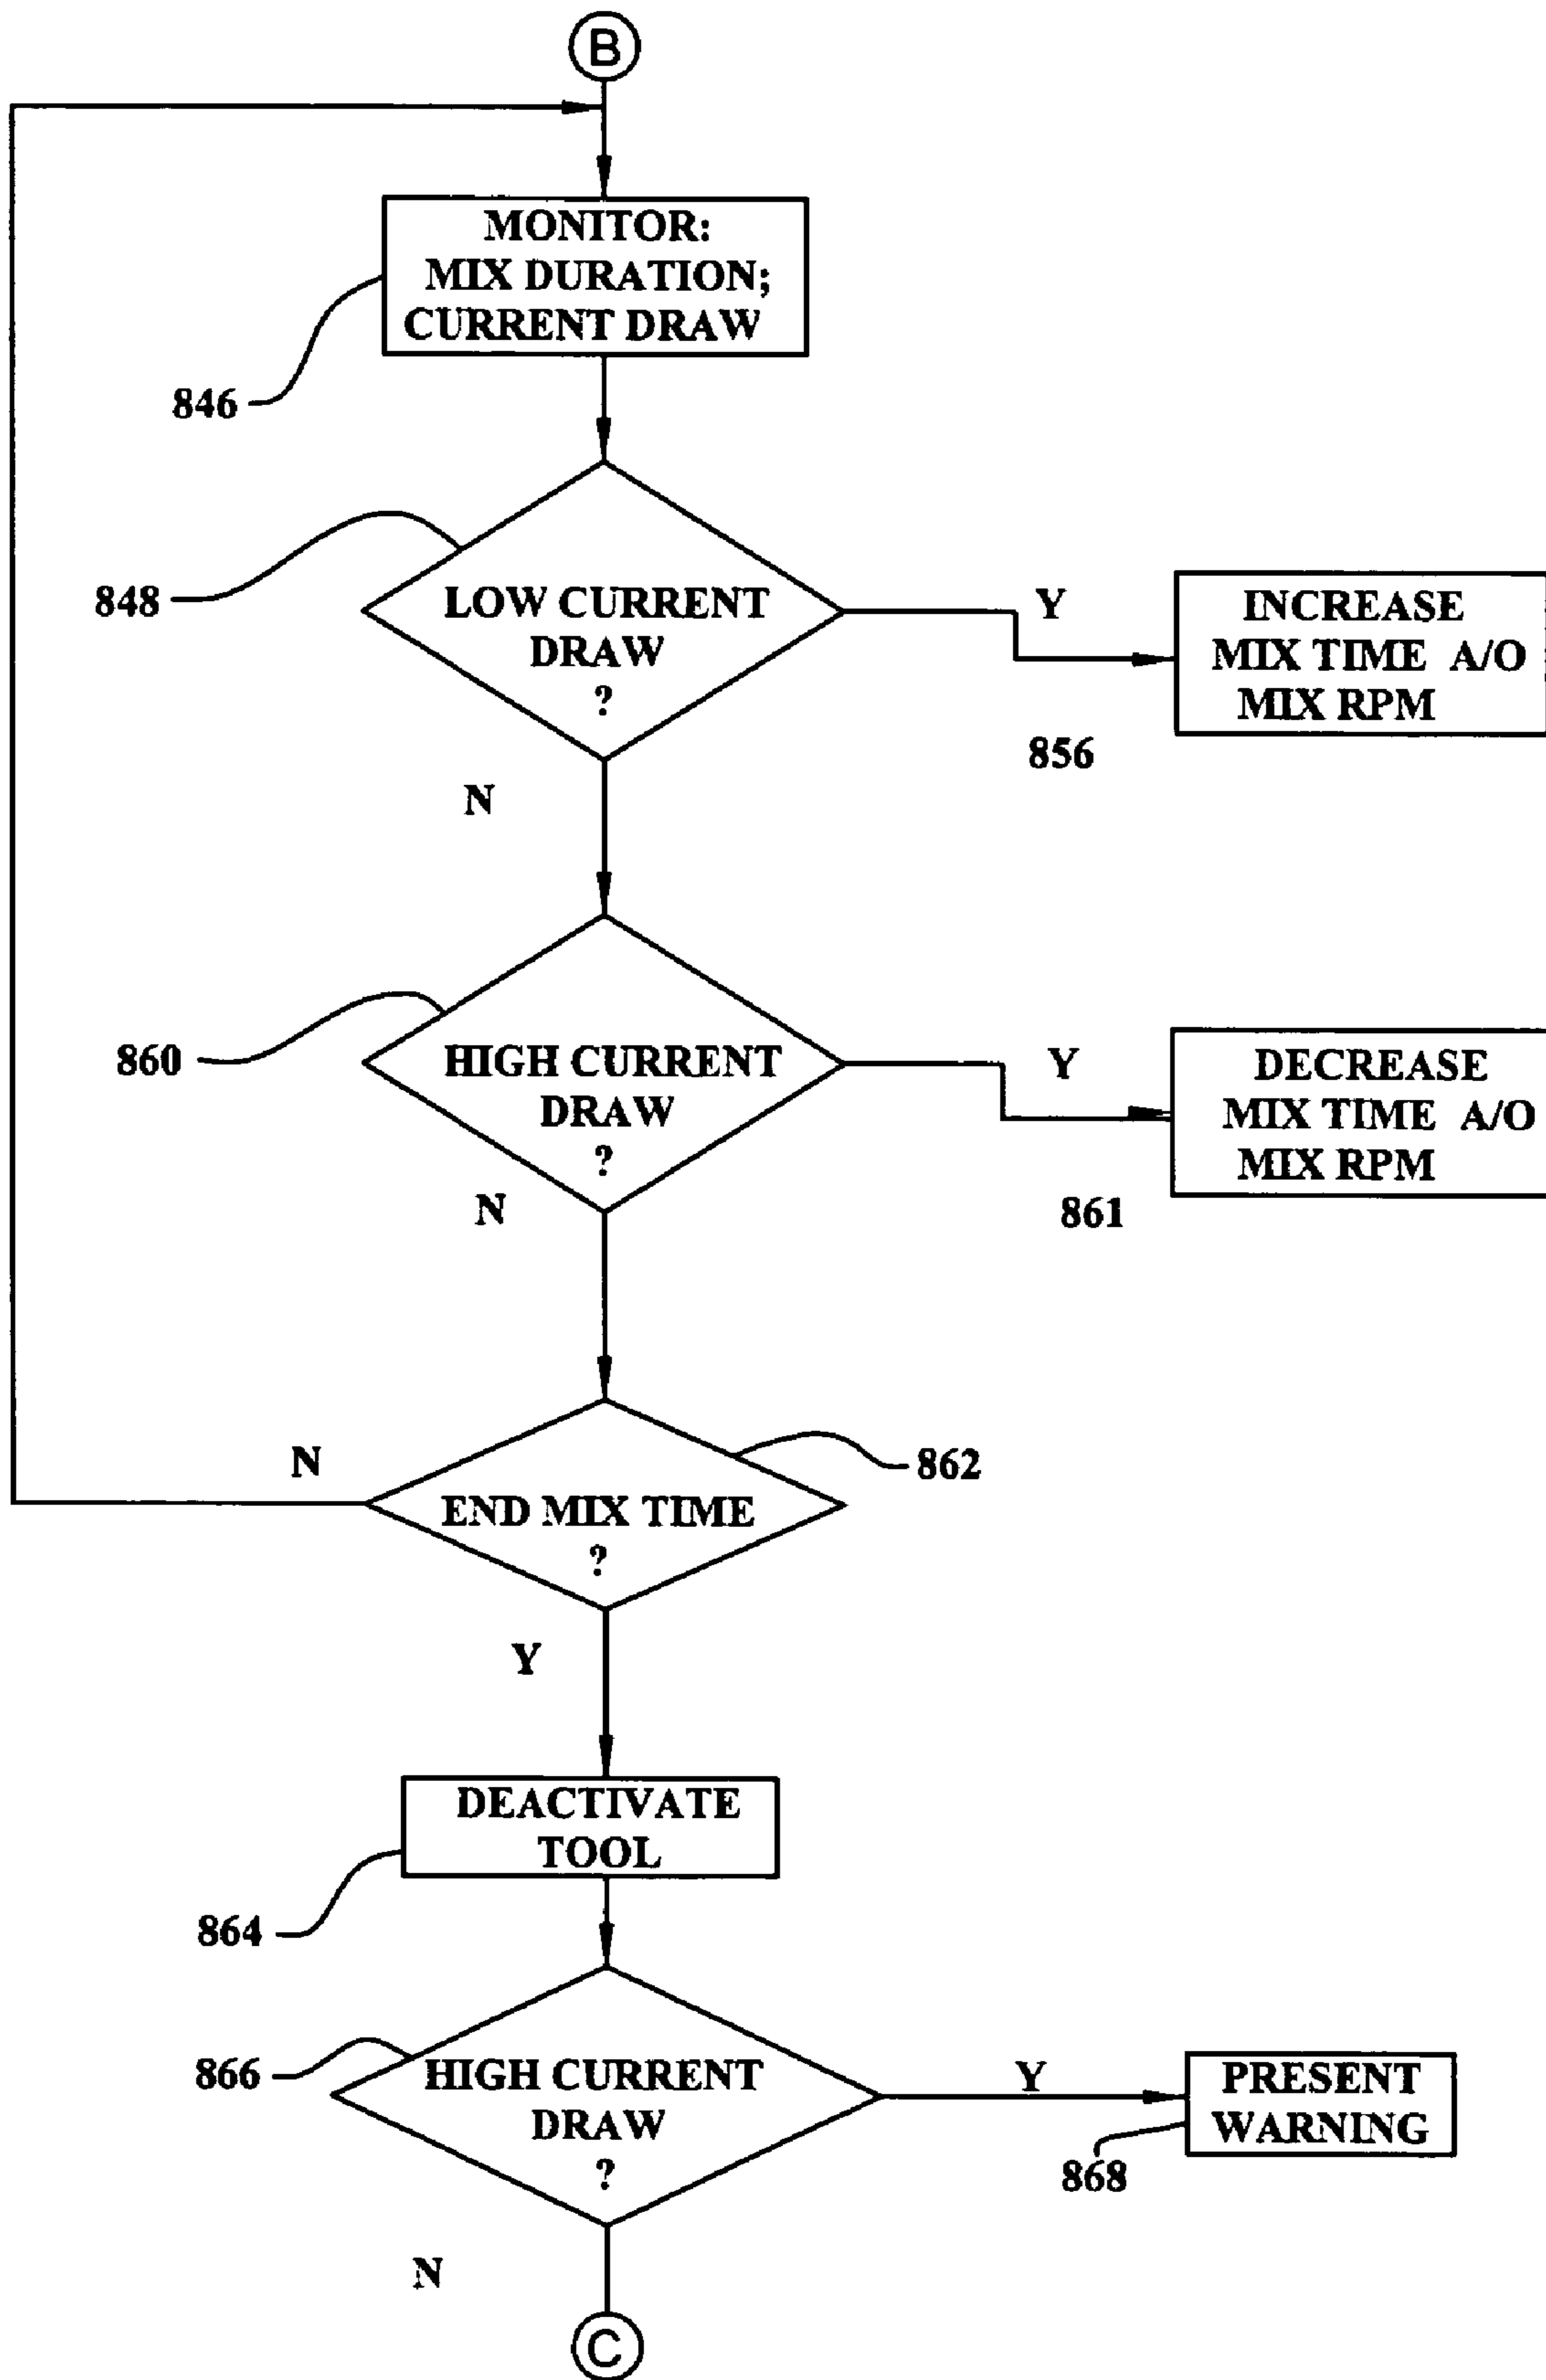 B
MONITOR:
MIX DURATION;
CURRENT DRAW
846
848
LOW CURRENT
DRAW
?
Y
INCREASE
MIX TIME A/O
MIX RPM
856
N
860
HIGH CURRENT
DRAW
?
Y
DECREASE
MIX TIME A/O
MIX RPM
861
N
862
N
END MIX TIME
?
Y
DEACTIVATE
TOOL
864
866
HIGH CURRENT
DRAW
?
Y
PRESENT
WARNING
868
N
C